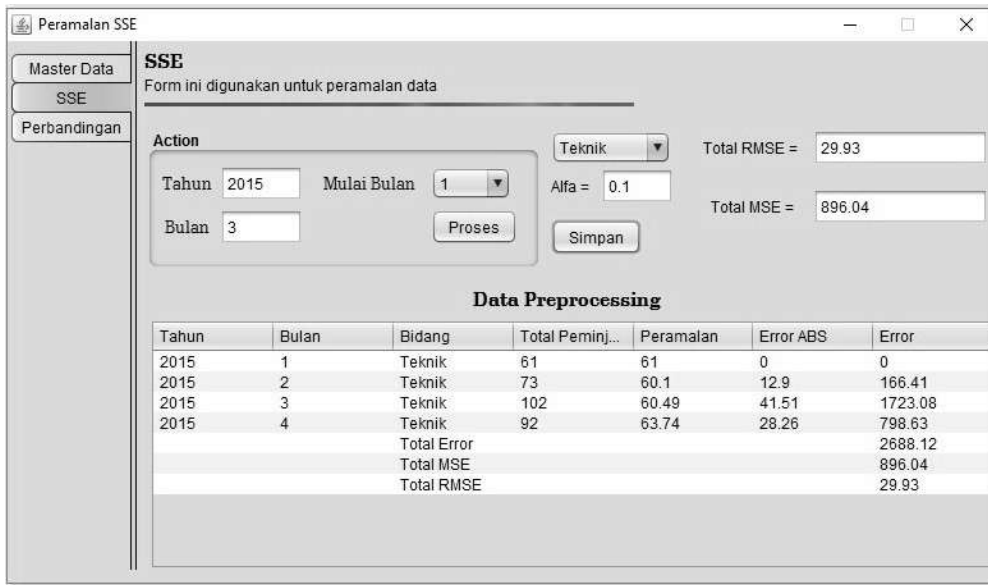 Peramalan SSE
Master Data
SSE
Perbandingan
SSE
Form ini digunakan untuk peramalan data
Action
Tahun 2015 Mulai Bulan 1
Bulan 3 Proses
Teknik
Alfa = 0.1
Simpan
Total RMSE = 29.93
Total MSE = 896.04
Data Preprocessing
Tahun Bulan Bidang Total Peminj... Peramalan Error ABS Error
2015 1 Teknik 61 61 0 0
2015 2 Teknik 73 60.1 12.9 166.41
2015 3 Teknik 102 60.49 41.51 1723.08
2015 4 Teknik 92 63.74 28.26 798.63
Total Error 2688.12
Total MSE 896.04
Total RMSE 29.93